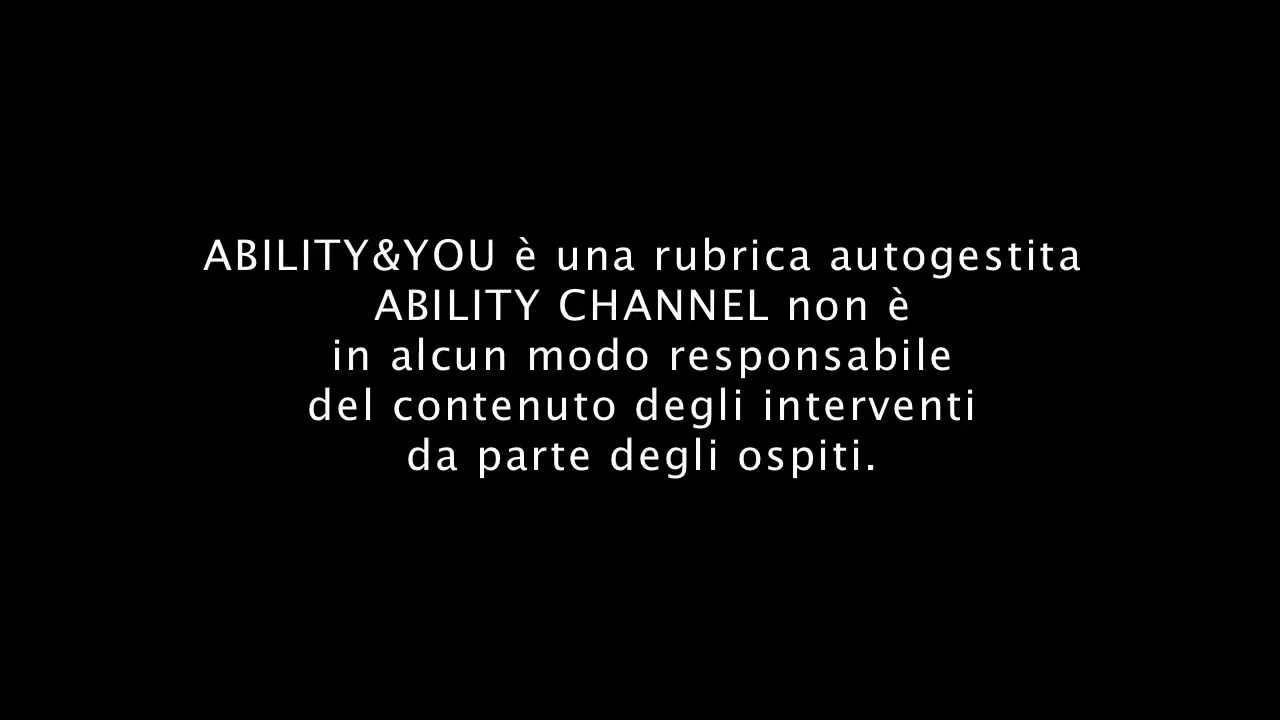 ABILITY&YOU è una rubrica autogestita
ABILITY CHANNEL non è
in alcun modo responsabile
del contenuto degli interventi
da parte degli ospiti.